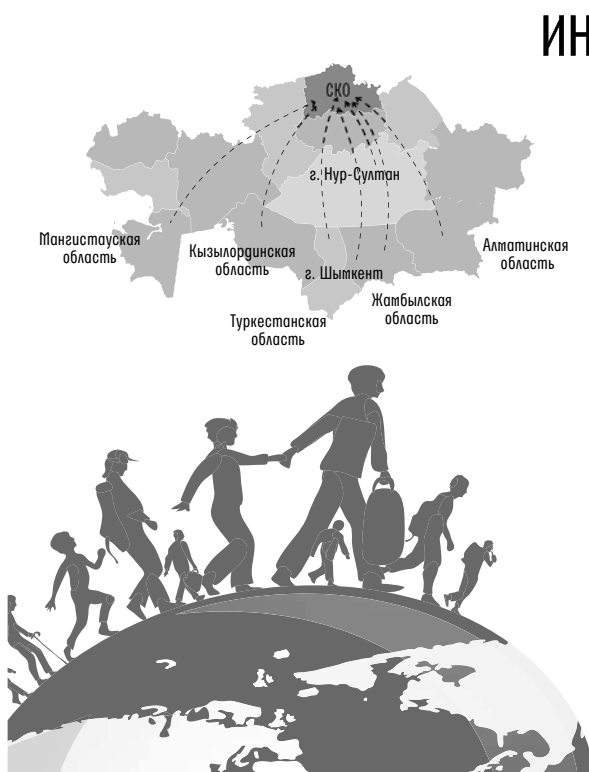 ИН
СКО
г. Нур-Султан
Мангистауская
область
Кызылординская
область
Алматинская
область
г. Шымкент
Жамбылская
область
Туркестанская
область